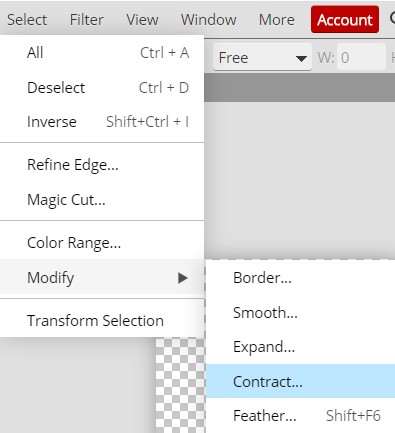 Select Filter View Window More Account
All Ctrl + A
Free W: 0 H
Deselect Ctrl + D
Inverse Shift+Ctrl + I
Refine Edge...
Magic Cut...
Color Range...
Modify
Border...
Smooth...
Transform Selection
Expand...
Contract...
Feather... Shift+F6